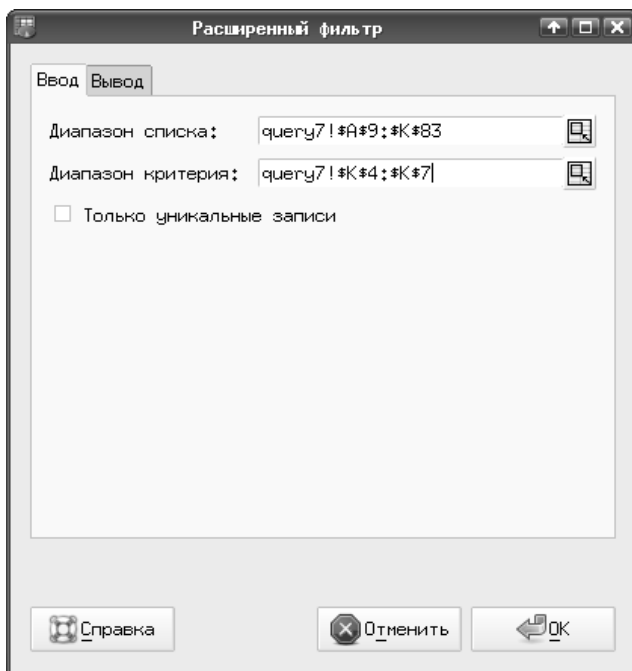 Расширенный фильтр
Ввод Вывод
Диапазон списка: query7!$A$9:$K$83
Диапазон критерия: query7!$K$4:$K$7
Только уникальные записи
Справка Отменить OK